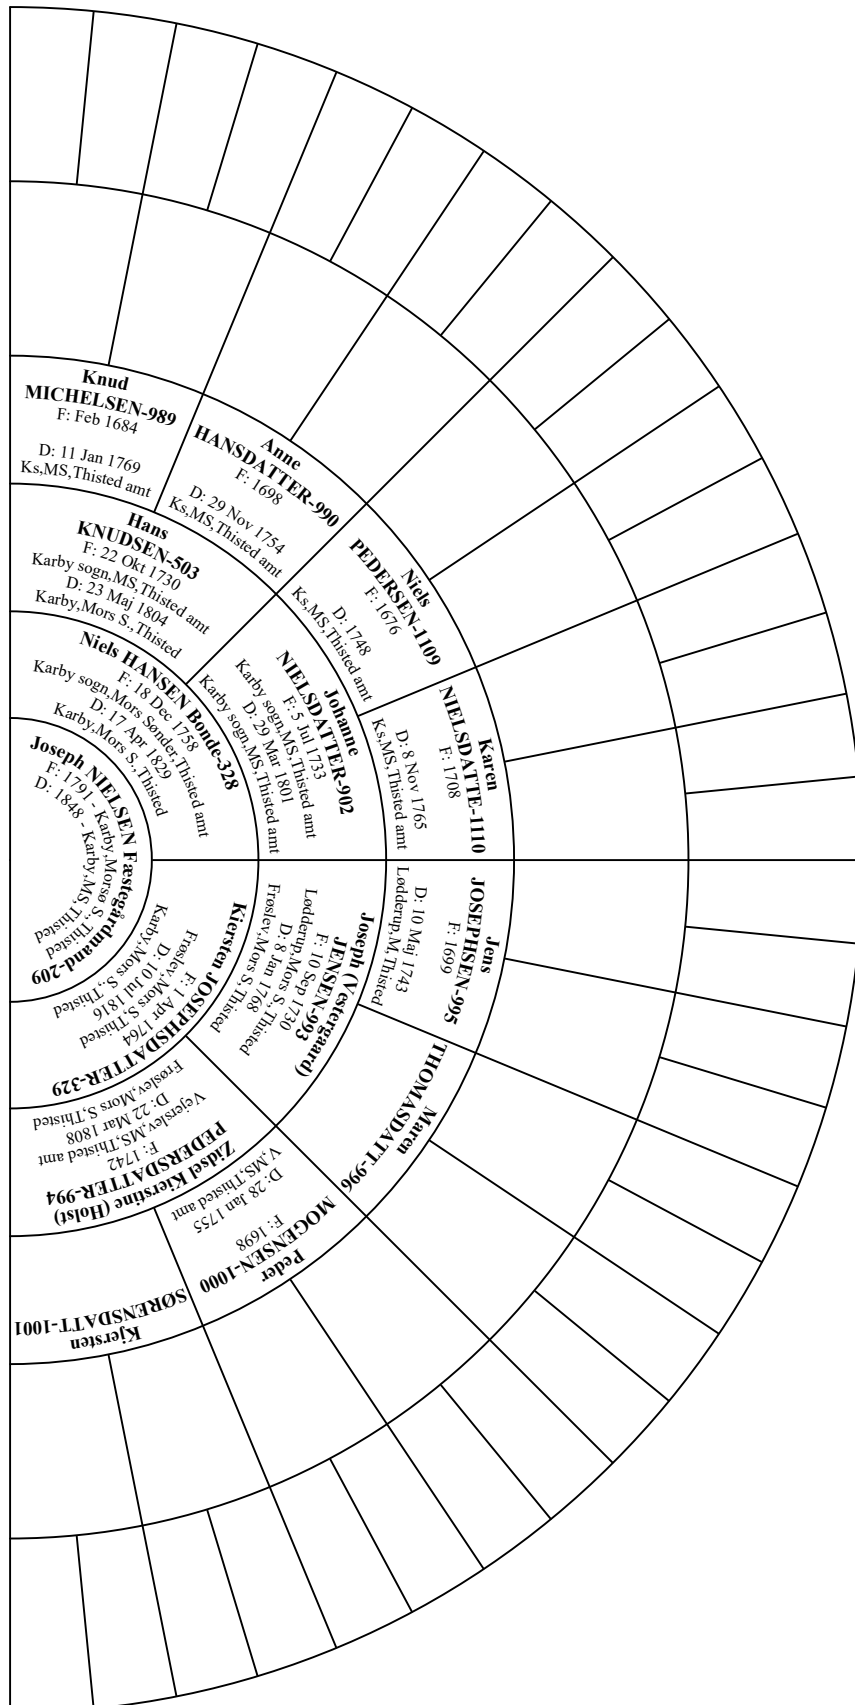 Knud
MICHELSEN-989
F: Feb 1684
D: 11 Jan 1769
Ks,MS,Thisted amt
Anne
HANSDATTER-990
F: 1698
D: 29 Nov 1754
Ks,MS,Thisted amt
Hans
KNUDSEN-503
F: 22 Okt 1730
Karby sogn,MS,Thisted amt
D: 23 Maj 1804
Karby,Mors S.,Thisted
Niels
PEDERSEN-1109
F: 1676
D: 1748
Ks,MS,Thisted amt
Niels HANSEN Bonde-328
F: 18 Dec 1758
Karby sogn,Mors Sønder,Thisted amt
D: 17 Apr 1829
Karby,Mors S.,Thisted
Johanne
NIELSDATTER-902
F: 5 Jul 1733
Karby sogn,MS,Thisted amt
D: 29 Mar 1801
Karby sogn,MS,Thisted amt
Karen
NIELSDATTE-1110
F: 1708
D: 8 Nov 1765
Ks,MS,Thisted amt
Joseph NIELSEN Fæstegårdmand-209
F: 1791 - Karby,Morsø S.,Thisted
D: 1848 - Karby,MS,Thisted
Jens
JOSEPHSEN-995
F: 1699
D: 10 Maj 1743
Lødderup,M,Thisted
Joseph (Vestergaard)
JENSEN-993
F: 10 Sep 1730
Lødderup,Mors S.,Thisted
D: 8 Jan 1768
Frøslev,Mors S,Thisted
Kiersten JOSEPHSDATTER-329
F: 1 Apr 1764
Frøslev,Mors S,Thisted
D: 10 Jul 1816
Karby,Mors S.,Thisted
Maren
THOMASDATT-996
Zidsel Kierstine (Holst)
PEDERSDATTER-994
F: 1742
Vejerslev,MS,Thisted amt
D: 22 Mar 1808
Frøslev,Mors S,Thisted
Peder
MOGENSEN-1000
F: 1698
D: 28 Jan 1755
V,MS,Thisted amt
Kjersten
SØRENSDATT-1001